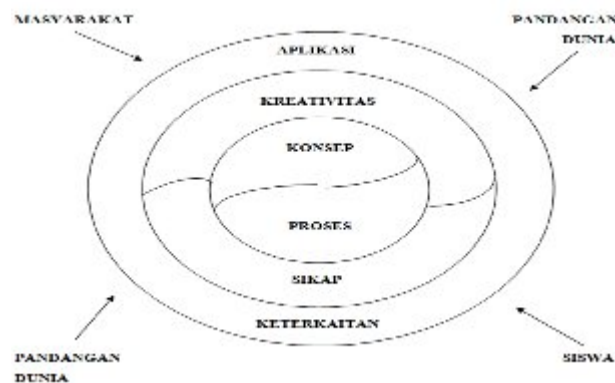 MASYARAKAT
PANDANGAN
DUNIA
APLIKASI
KREATIVITAS
KONSEP
PROSES
SIKAP
KETERKAITAN
PANDANGAN
DUNIA
SISWA